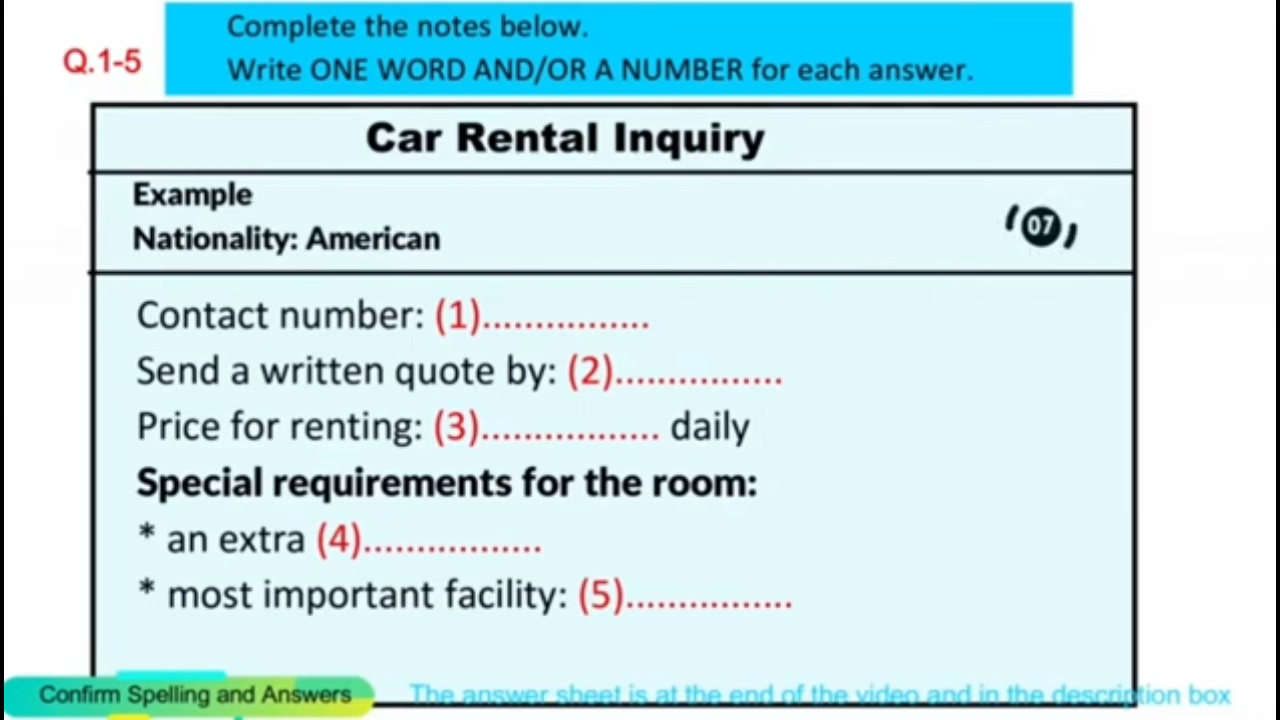 Complete the notes below.
Q.1-5
Write ONE WORD AND/OR A NUMBER for each answer.
Car Rental Inquiry
Example
Nationality: American
07
Contact number: (1)................
Send a written quote by: (2)................
Price for renting: (3)................. daily
Special requirements for the room:
* an extra (4).................
* most important facility: (5)................
Confirm Spelling and Answers
The answer sheet is at the end of the video and in the description box